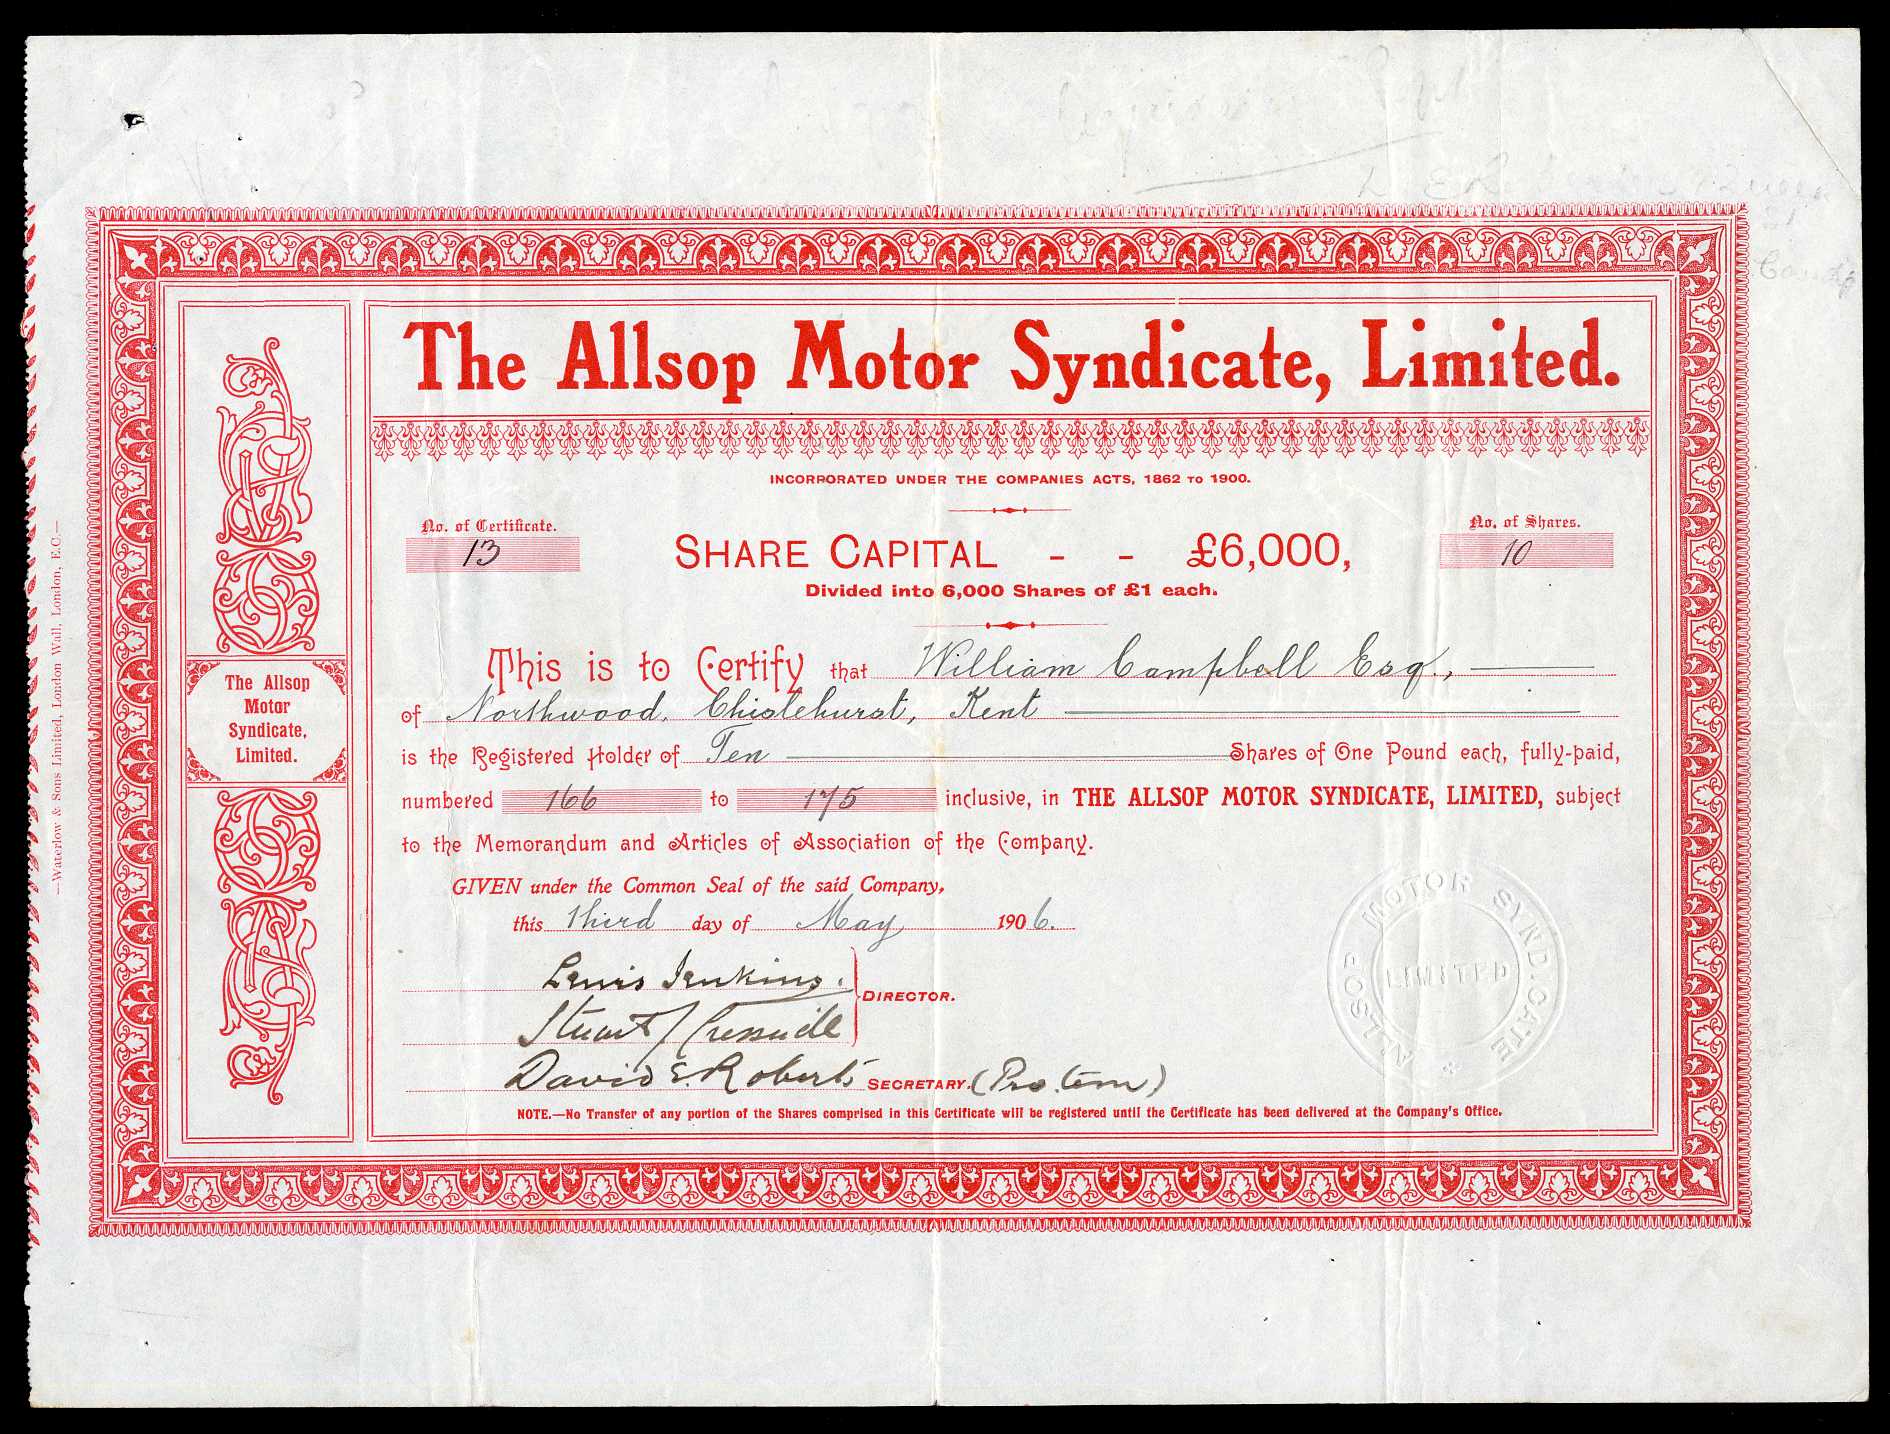 The Allsop Motor Syndicate, Limited.
INCORPORATED UNDER THE COMPANIES ACTS, 1862 TO 1900.
No. of Certificate.
13
SHARE CAPITAL - - £6,000,
No. of Shares.
10
Divided into 6,000 Shares of £1 each.
This is to Certify that William Campbell Esq.,
of Northwood, Chislehurst, Kent
is the Registered Holder of Ten Shares of One Pound each, fully-paid,
numbered 166 to 175 inclusive, in THE ALLSOP MOTOR SYNDICATE, LIMITED, subject
to the Memorandum and Articles of Association of the Company.
GIVEN under the Common Seal of the said Company,
this third day of May 1906.
Lewis Jenkins.
DIRECTOR.
Stuart
David E. Roberts SECRETARY. (Pro. tem)
NOTE.—No Transfer of any portion of the Shares comprised in this Certificate will be registered until the Certificate has been delivered at the Company's Office.
The Allsop
Motor
Syndicate,
Limited.
—Waterlow & Sons Limited, London Wall, London, E.C.—
ALLSOP MOTOR SYNDICATE
LIMITED